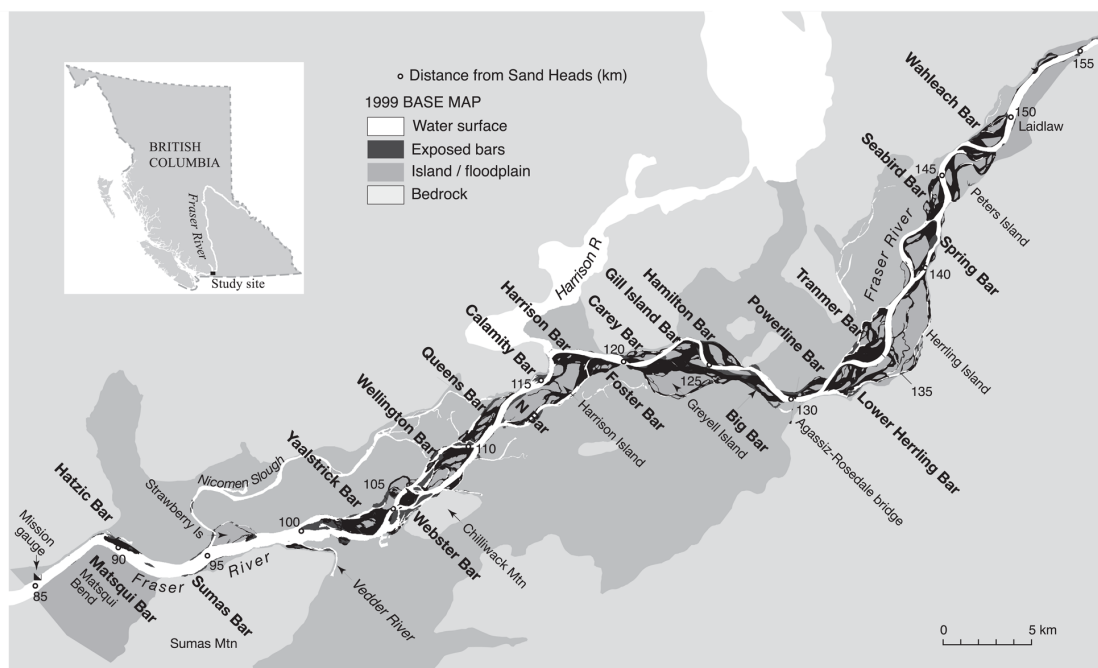 Distance from Sand Heads (km)
1999 BASE MAP
Water surface
Exposed bars
Island / floodplain
Bedrock
BRITISH
COLUMBIA
Fraser River
Study site
Wahleach Bar
155
150
Laidlaw
Seabird Bar
145
Peters Island
Fraser River
Spring Bar
140
Harrison R
Tranmer Bar
Hamilton Bar
Gill Island Bar
Powerline Bar
Herrling Island
Carey Bar
Harrison Bar
Calamity Bar
120
125
135
115
Foster Bar
Big Bar
130
Lower Herrling Bar
Queens Bar
N Bar
Harrison Island
Greyell Island
Agassiz-Rosedale bridge
Wellington Bar
110
Yaalstrick Bar
Nicomen Slough
105
Hatzic Bar
Strawberry Is
100
Webster Bar
Chilliwack Mtn
Mission
gauge
90
95
Fraser River
Matsqui Bar
Matsqui
Bend
Sumas Bar
Vedder River
85
Sumas Mtn
0 5 km